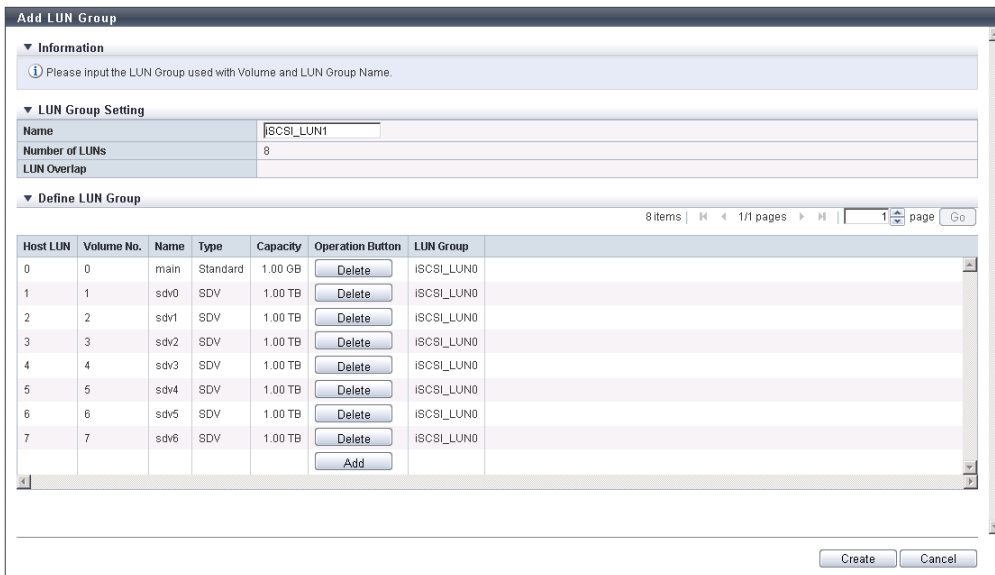 Add LUN Group
Information
Please input the LUN Group used with Volume and LUN Group Name.
LUN Group Setting
Name iSCSI_LUN1
Number of LUNs 8
LUN Overlap
Define LUN Group
8 items | 1/1 pages | 1 page Go
Host LUN Volume No. Name Type Capacity Operation Button LUN Group
0 0 main Standard 1.00 GB Delete iSCSI_LUN0
1 1 sdv0 SDV 1.00 TB Delete iSCSI_LUN0
2 2 sdv1 SDV 1.00 TB Delete iSCSI_LUN0
3 3 sdv2 SDV 1.00 TB Delete iSCSI_LUN0
4 4 sdv3 SDV 1.00 TB Delete iSCSI_LUN0
5 5 sdv4 SDV 1.00 TB Delete iSCSI_LUN0
6 6 sdv5 SDV 1.00 TB Delete iSCSI_LUN0
7 7 sdv6 SDV 1.00 TB Delete iSCSI_LUN0
Add
Create Cancel